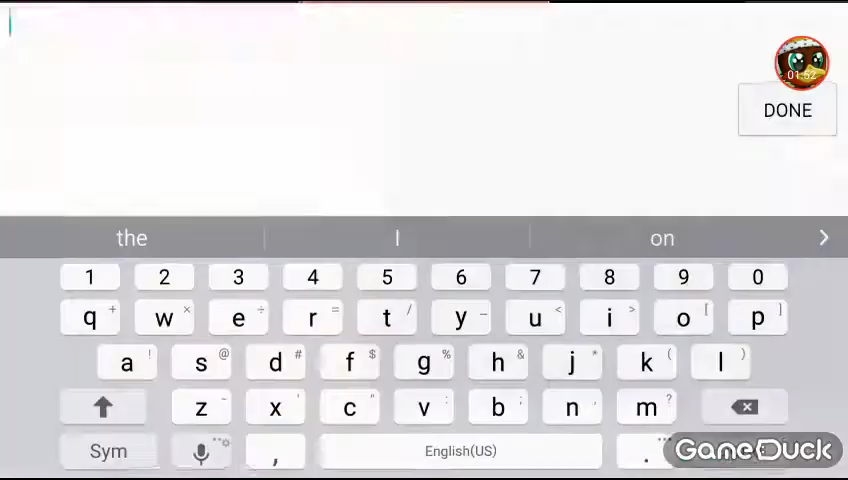 01:52
DONE
the I on
1 2 3 4 5 6 7 8 9 0
q + w × e ÷ r = t / y _ u < i > o [ p ]
a ! s @ d # f $ g % h & j * k ( l )
z - x ' c " v : b ; n , m ?
Sym , English(US) .
GameDuck